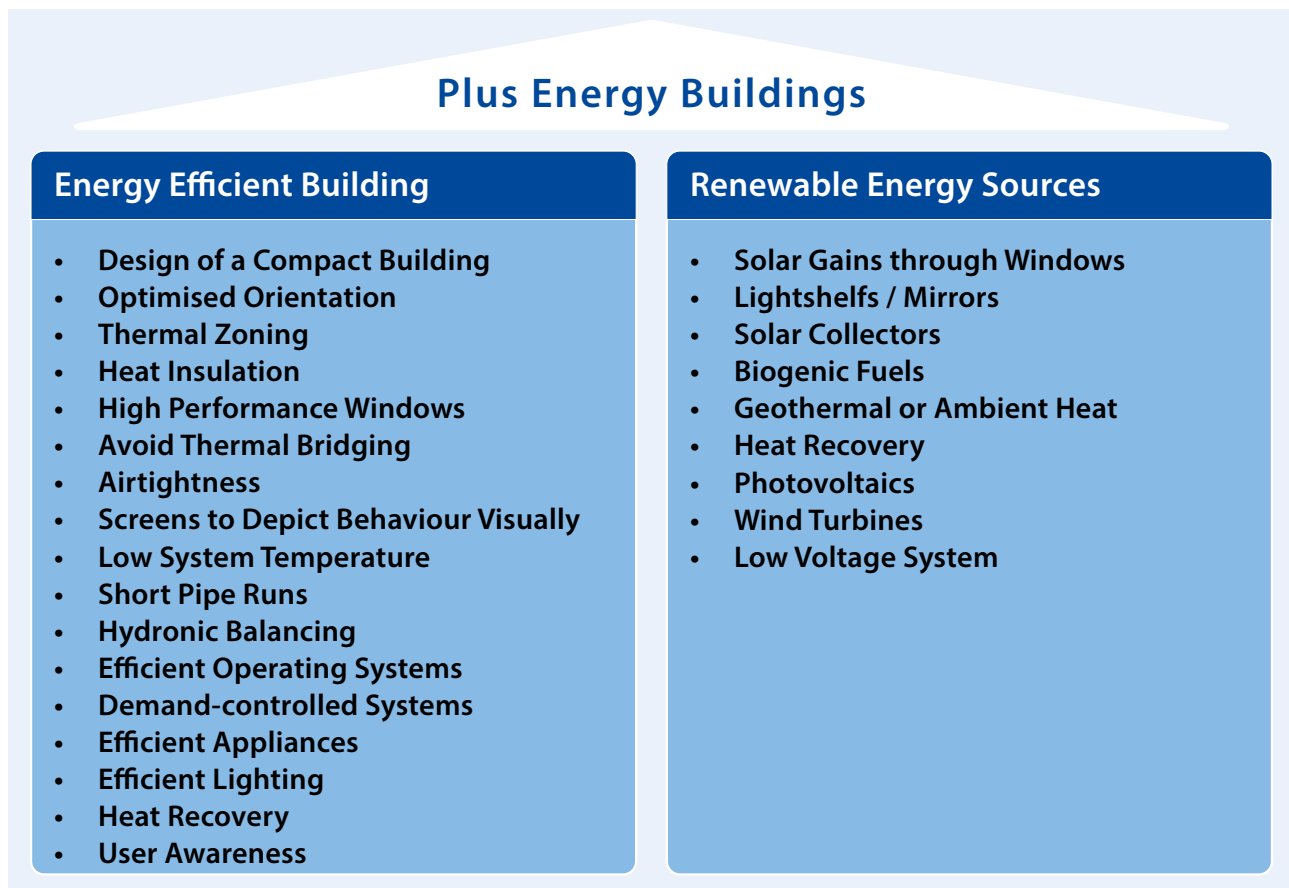 Plus Energy Buildings
Energy Efficient Building
• Design of a Compact Building
• Optimised Orientation
• Thermal Zoning
• Heat Insulation
• High Performance Windows
• Avoid Thermal Bridging
• Airtightness
• Screens to Depict Behaviour Visually
• Low System Temperature
• Short Pipe Runs
• Hydronic Balancing
• Efficient Operating Systems
• Demand-controlled Systems
• Efficient Appliances
• Efficient Lighting
• Heat Recovery
• User Awareness
Renewable Energy Sources
• Solar Gains through Windows
• Lightshelfs / Mirrors
• Solar Collectors
• Biogenic Fuels
• Geothermal or Ambient Heat
• Heat Recovery
• Photovoltaics
• Wind Turbines
• Low Voltage System